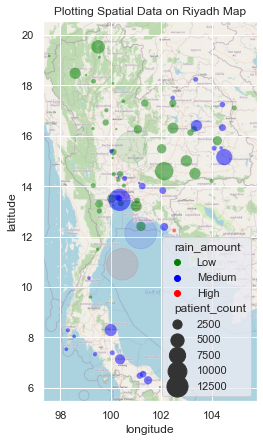 Plotting Spatial Data on Riyadh Map
20
18
16
14
12
10
8
6
latitude
98
100
102
104
longitude
rain_amount
Low
Medium
High
patient_count
2500
5000
7500
10000
12500